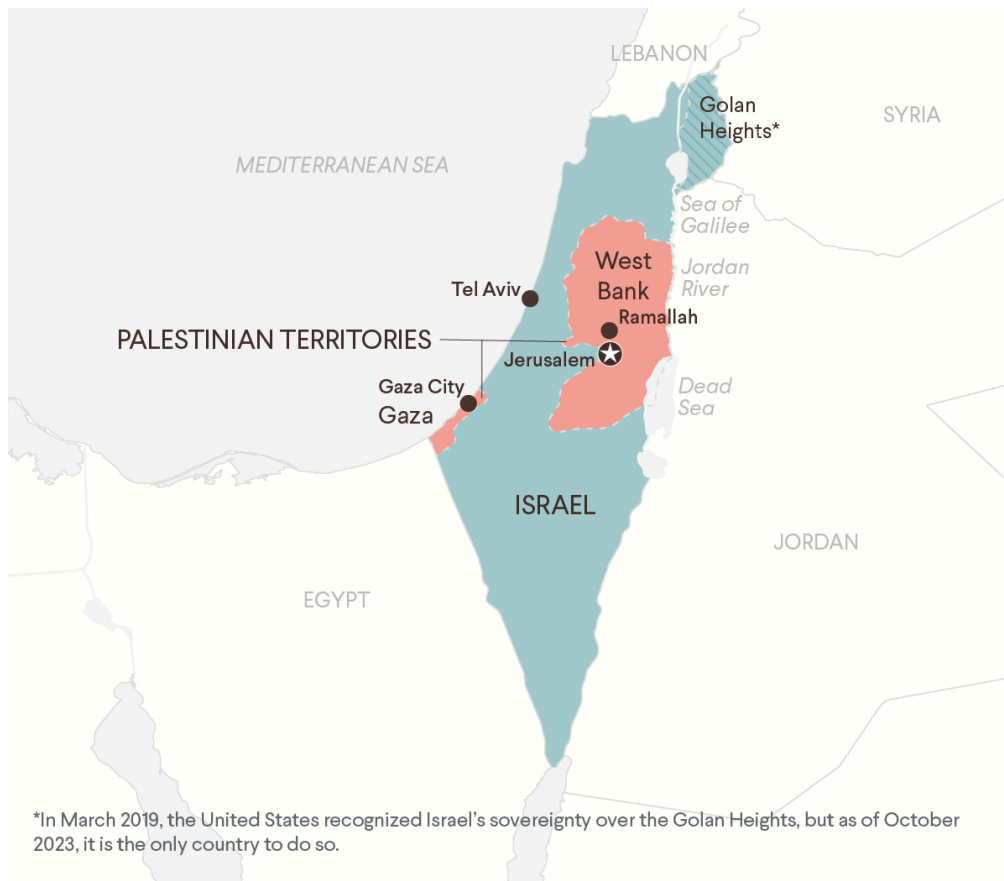 LEBANON
Golan
Heights*
SYRIA
MEDITERRANEAN SEA
Sea of
Galilee
West
Bank
Jordan
River
Tel Aviv
Ramallah
PALESTINIAN TERRITORIES
Jerusalem
Gaza City
Gaza
Dead
Sea
ISRAEL
JORDAN
EGYPT
*In March 2019, the United States recognized Israel’s sovereignty over the Golan Heights, but as of October
2023, it is the only country to do so.